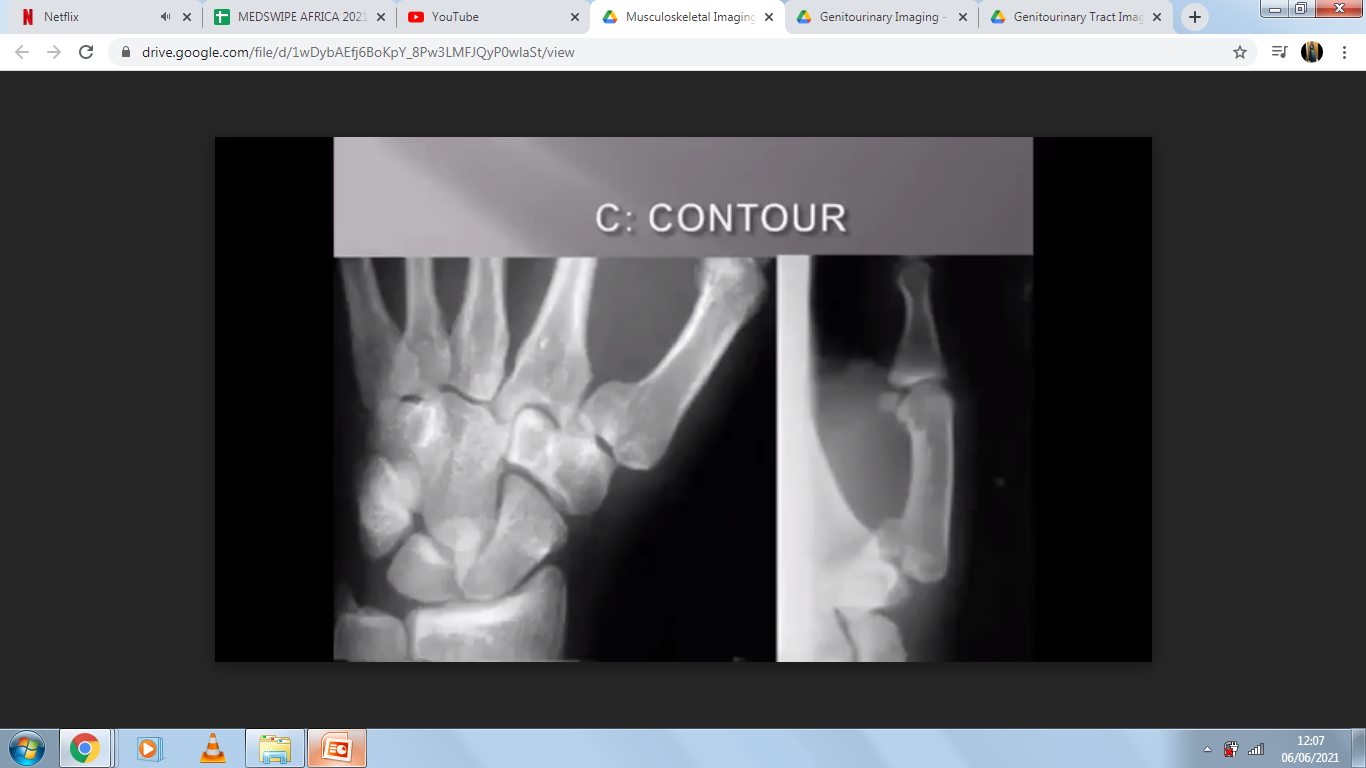 Netflix
MEDSWIPE AFRICA 2021
YouTube
Musculoskeletal Imaging
Genitourinary Imaging -
Genitourinary Tract Imag
drive.google.com/file/d/1wDybAEfj6BoKpY_8Pw3LMFJQyP0wlaSt/view
C: CONTOUR
12:07
06/06/2021